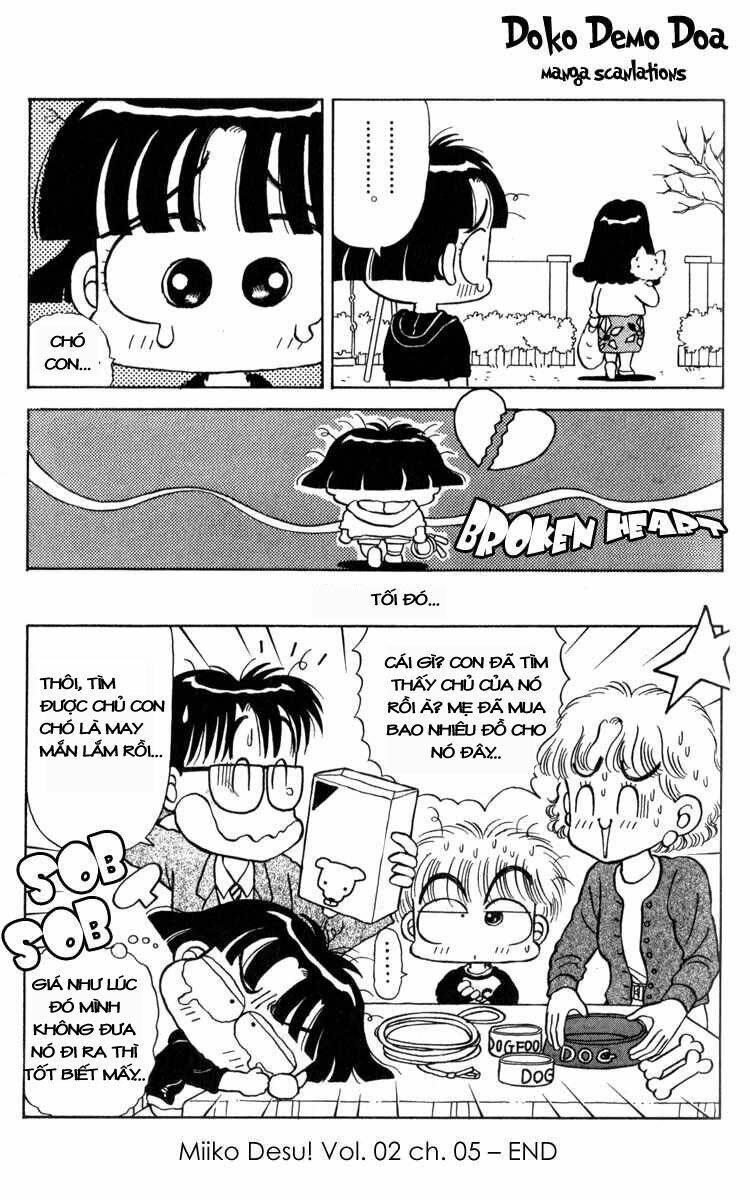 DOKO DEMO DOA
MANGA SCANLATIONS
..........。
CHÓ
CON...
BROKEN HEART
TỐI ĐÓ...
THÔI, TÌM
ĐƯỢC CHỦ CON
CHÓ LÀ MAY
MẮN LẮM RỒI...
CÁI GÌ? CON ĐÃ TÌM
THẤY CHỦ CỦA NÓ
RỒI À? MẸ ĐÃ MUA
BAO NHIÊU ĐỒ CHO
NÓ ĐÂY...
SOB
SOB
.....
GIÁ NHƯ LÚC
ĐÓ MÌNH
KHÔNG ĐƯA
NÓ ĐI RA THÌ
TỐT BIẾT MẤY...
DOGFOO
DOG
DOG
Miiko Desu! Vol. 02 ch. 05 – END